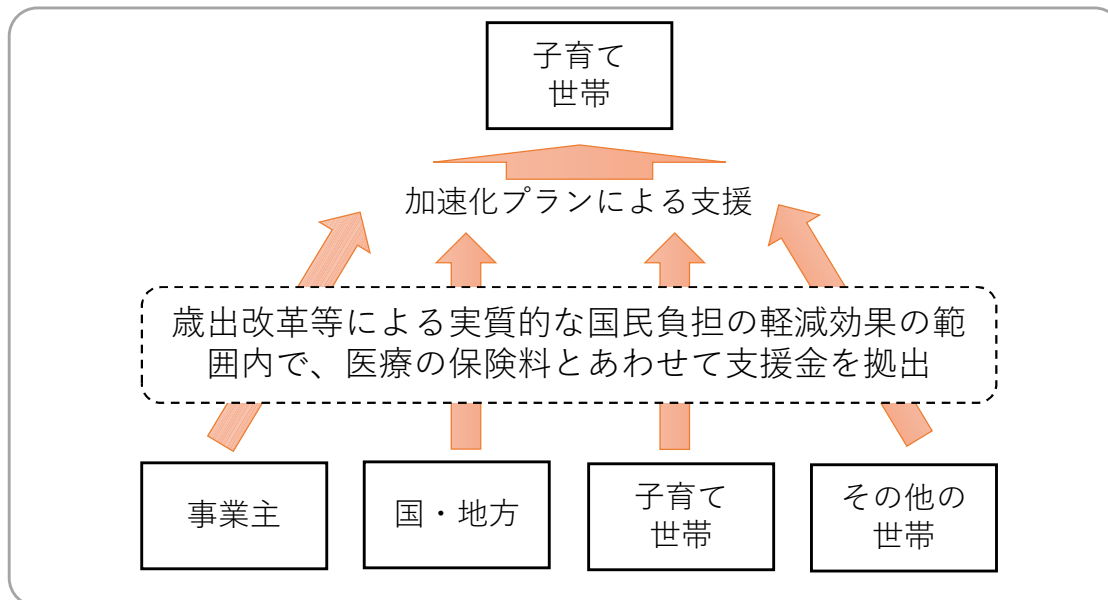 子育て
世帯
加速化プランによる支援
歳出改革等による実質的な国民負担の軽減効果の範
囲内で、医療の保険料とあわせて支援金を拠出
事業主
国・地方
子育て
世帯
その他の
世帯